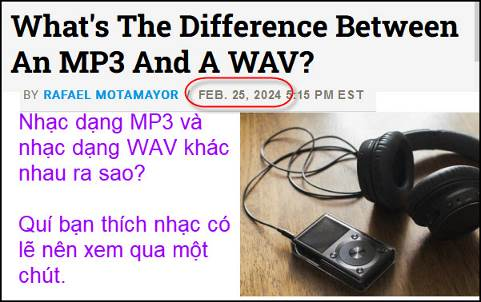 What's The Difference Between
An MP3 And A WAV?
BY RAFAEL MOTAMAYOR / FEB. 25, 2024 5:15 PM EST
Nhạc dạng MP3 và
nhạc dạng WAV khác
nhau ra sao?
Quí bạn thích nhạc có
lẽ nên xem qua một
chút.